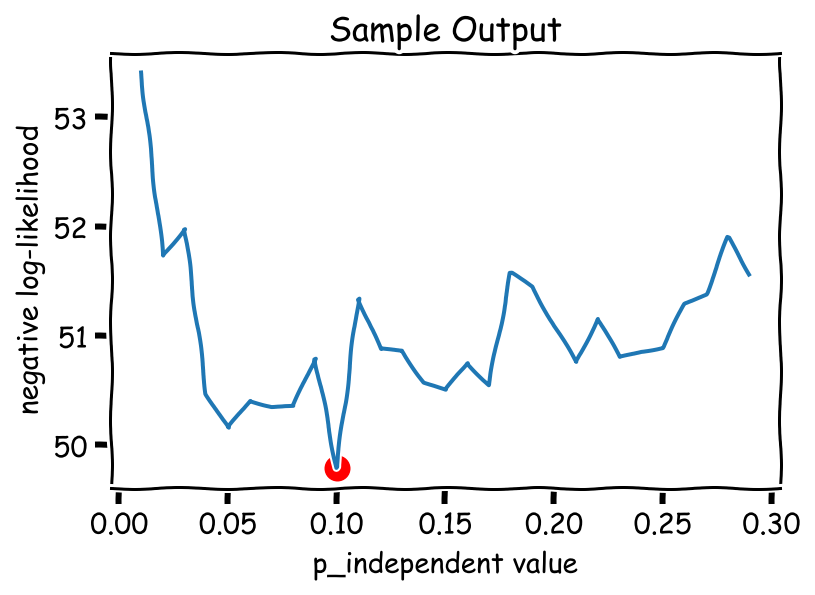 Sample Output
negative log-likelihood
53
52
51
50
0.00 0.05 0.10 0.15 0.20 0.25 0.30
p_independent value